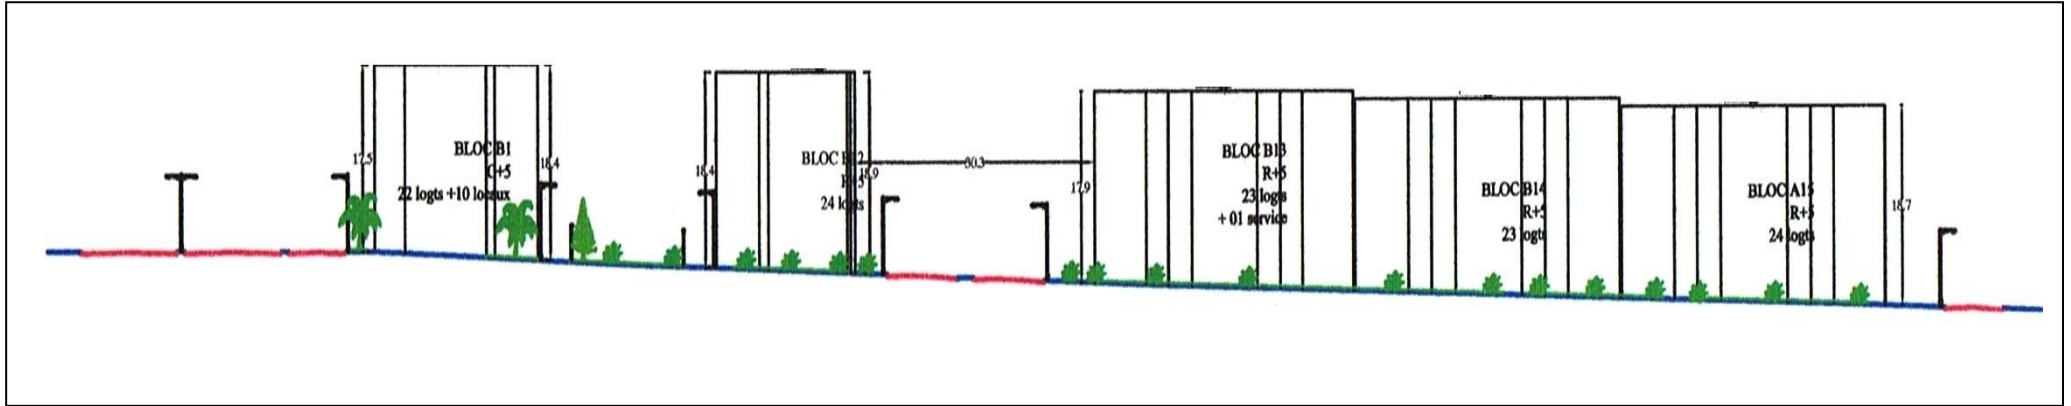 17.5
BLOC B1
C+5
22 logts +10 locaux
18.4
18.4
BLOC B12
R+5
24 logts
18.9
30.3
17.9
BLOC B13
R+5
23 logts
+ 01 service
BLOC B14
R+5
23 logts
BLOC A15
R+5
24 logts
18.7